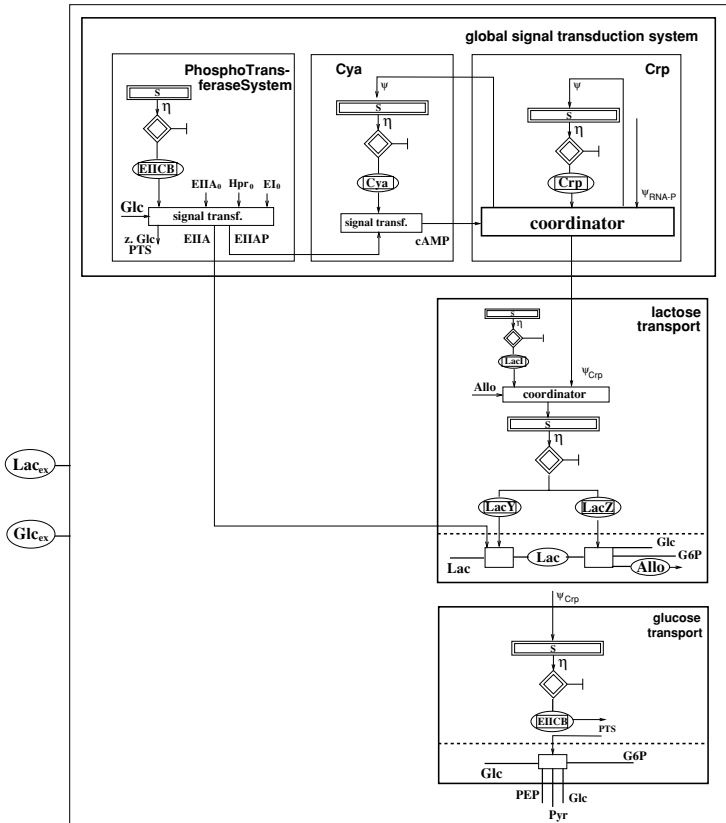 global signal transduction system
PhosphoTrans-
feraseSystem
S
η
EIICB
Glc
EIIA0
Hpr0
EI0
signal transf.
z. Glc
PTS
EIIA
EIIAP
Cya
ψ
S
η
Cya
signal transf.
cAMP
Crp
ψ
S
η
Crp
ψRNA-P
coordinator
lactose
transport
S
η
LacI
ψCrp
Allo
coordinator
S
η
LacY
LacZ
Lac
Lac
Glc
G6P
Allo
Lacex
Glcex
ψCrp
glucose
transport
S
η
EIICB
PTS
Glc
G6P
PEP
Glc
Pyr